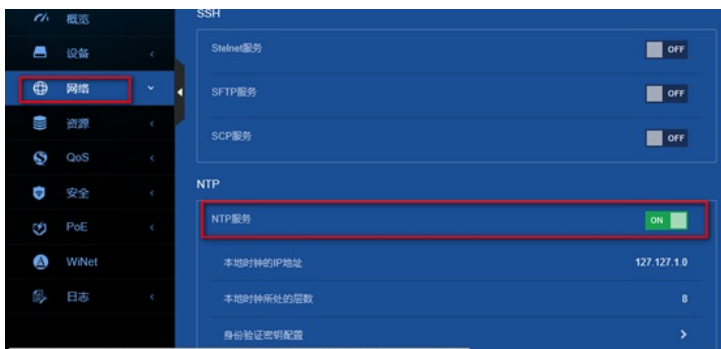 概览
设备
网络
资源
QoS
安全
PoE
WiNet
日志
SSH
Stelnet服务
OFF
SFTP服务
OFF
SCP服务
OFF
NTP
NTP服务
ON
本地时钟的IP地址
127.127.1.0
本地时钟所处的层数
8
身份验证密钥配置